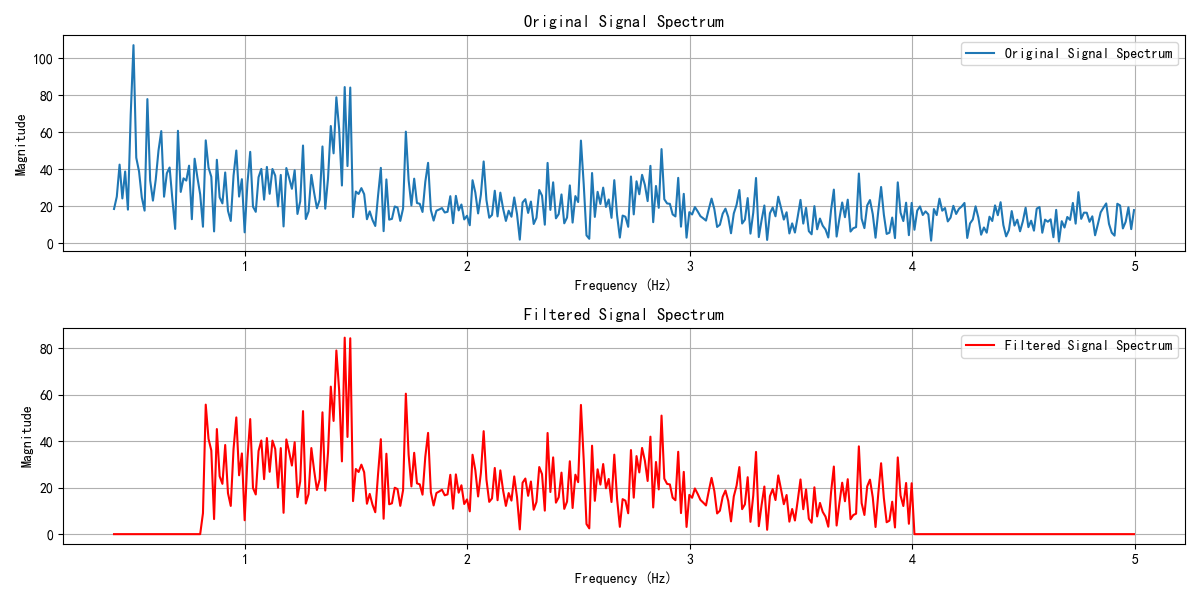 Original Signal Spectrum
Original Signal Spectrum
Magnitude
100
80
60
40
20
0
1 2 3 4 5
Frequency (Hz)
Filtered Signal Spectrum
Filtered Signal Spectrum
Magnitude
80
60
40
20
0
1 2 3 4 5
Frequency (Hz)